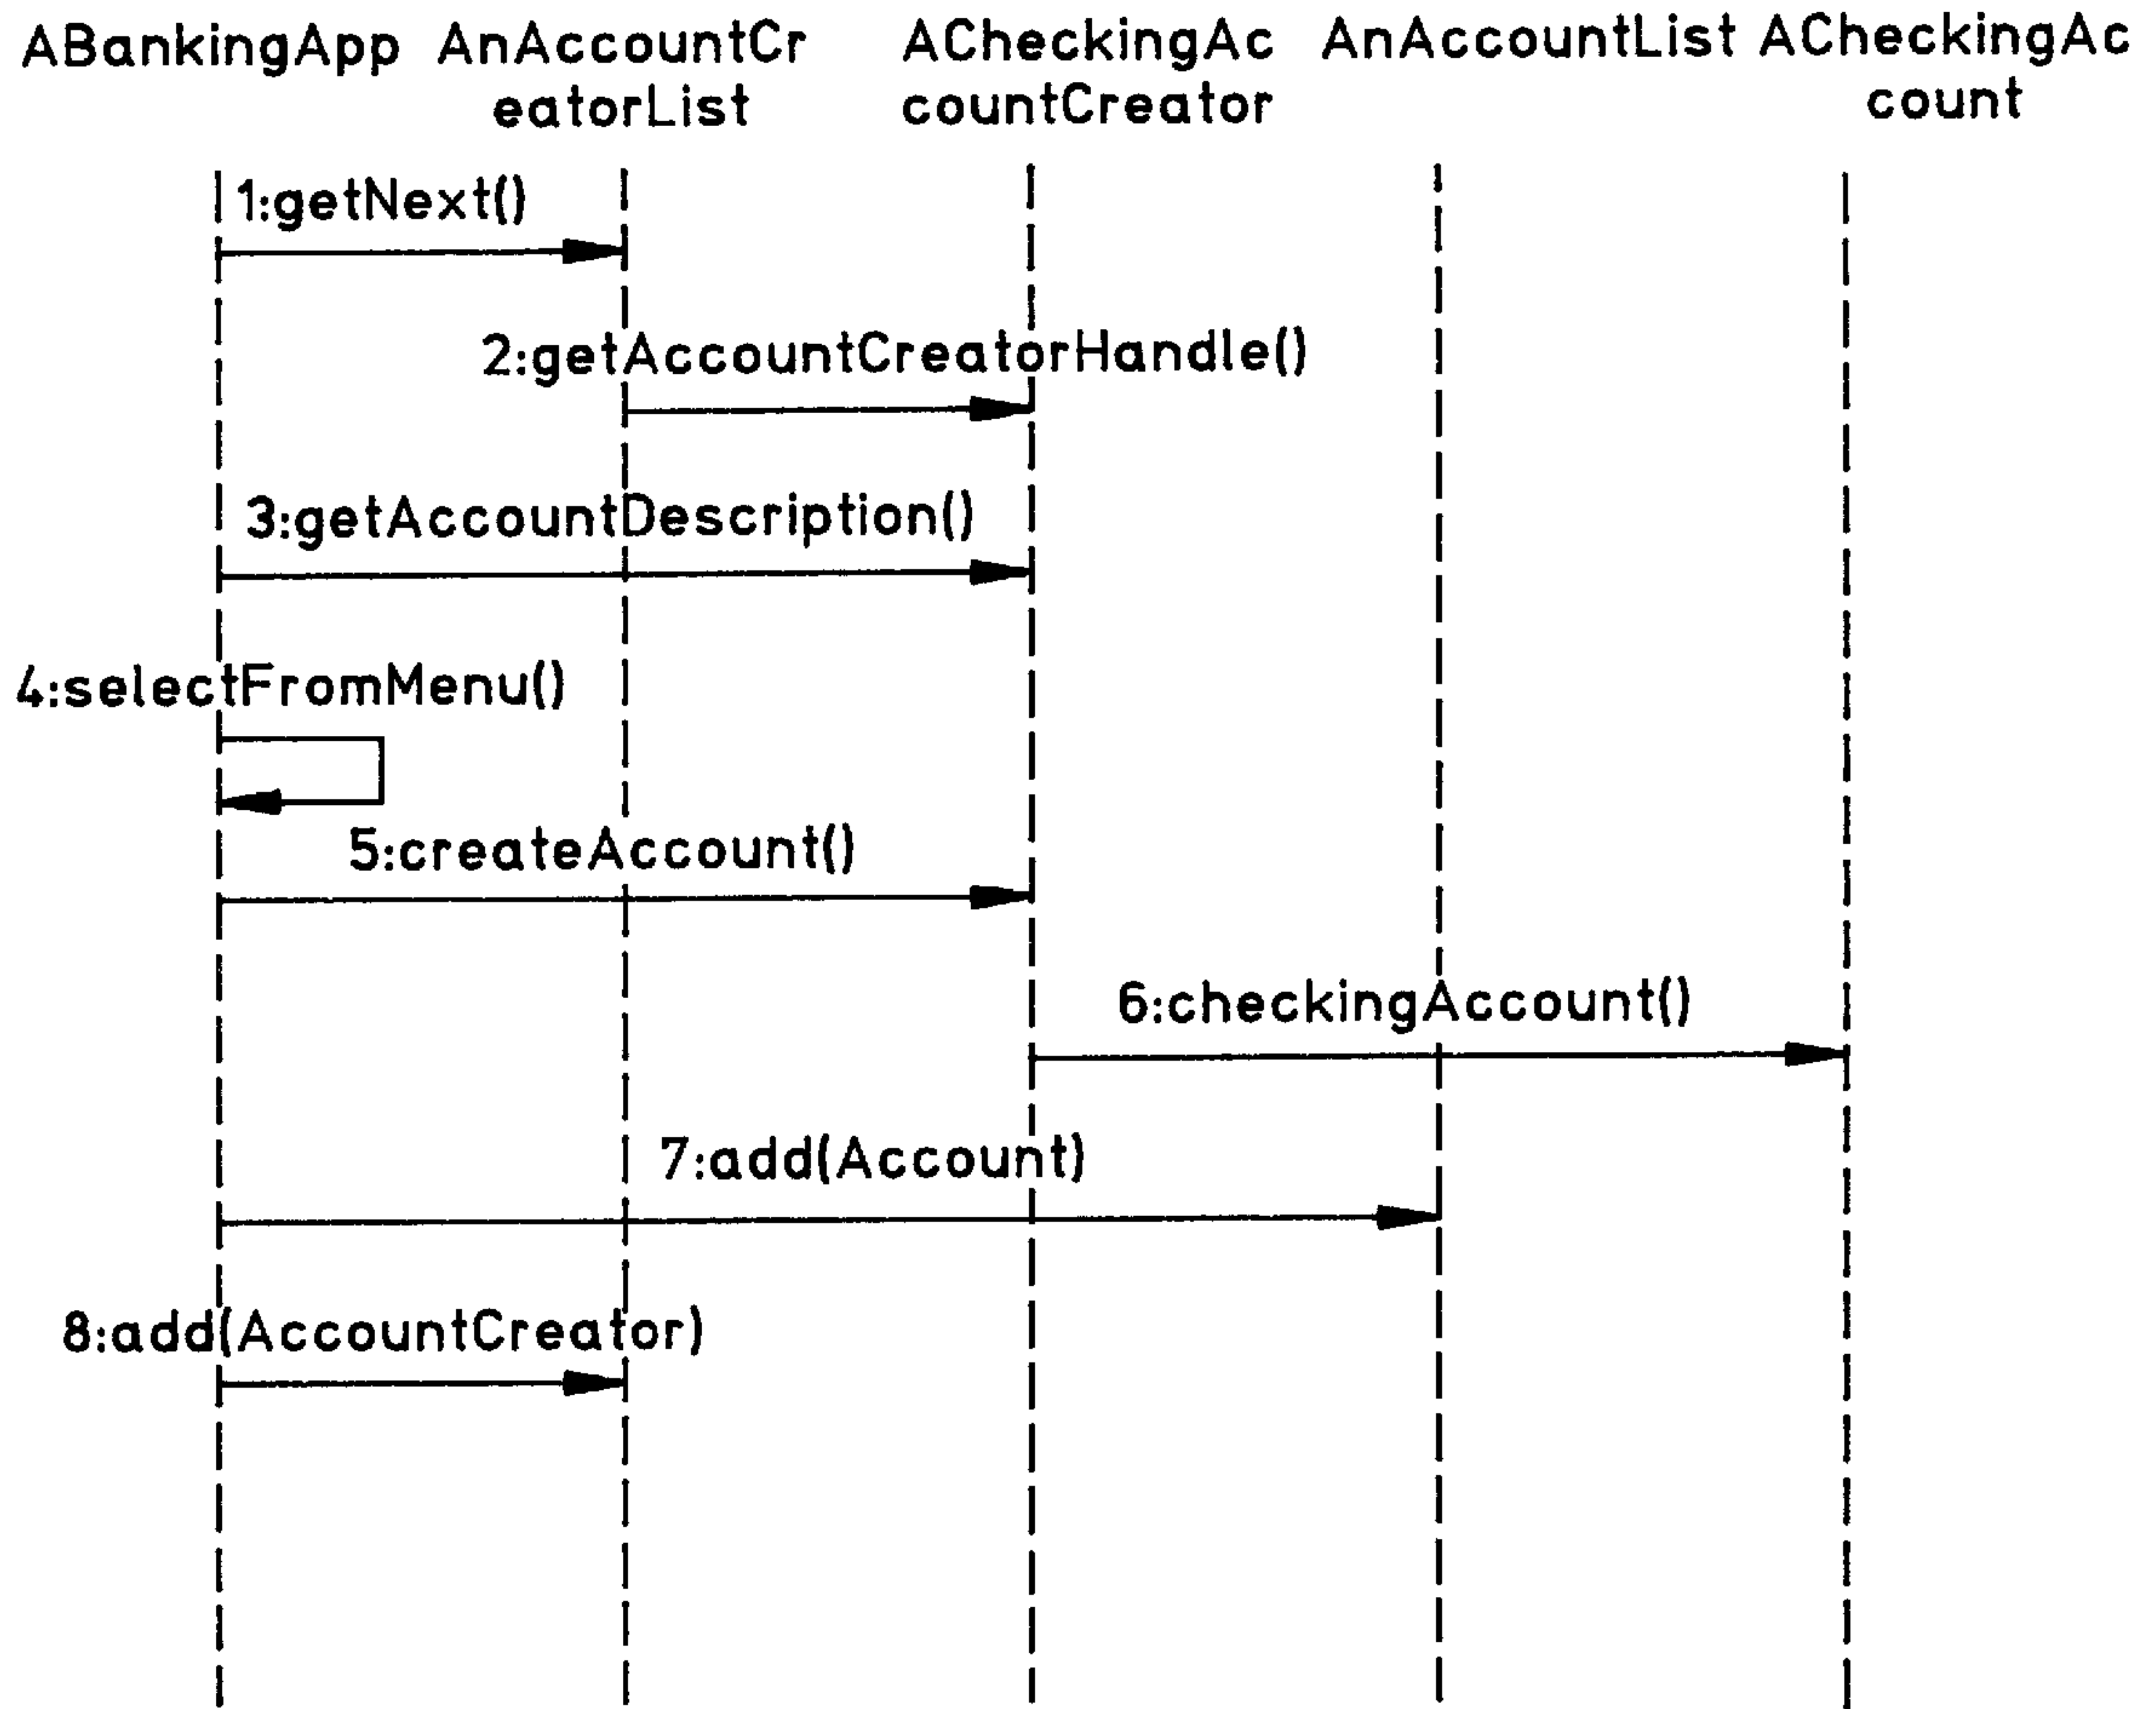 ABankingApp
AnAccountCr
eatorList
ACheckingAc
countCreator
AnAccountList
ACheckingAc
count
1:getNext()
2:getAccountCreatorHandle()
3:getAccountDescription()
4:selectFromMenu()
5:createAccount()
6:checkingAccount()
7:add(Account)
8:add(AccountCreator)